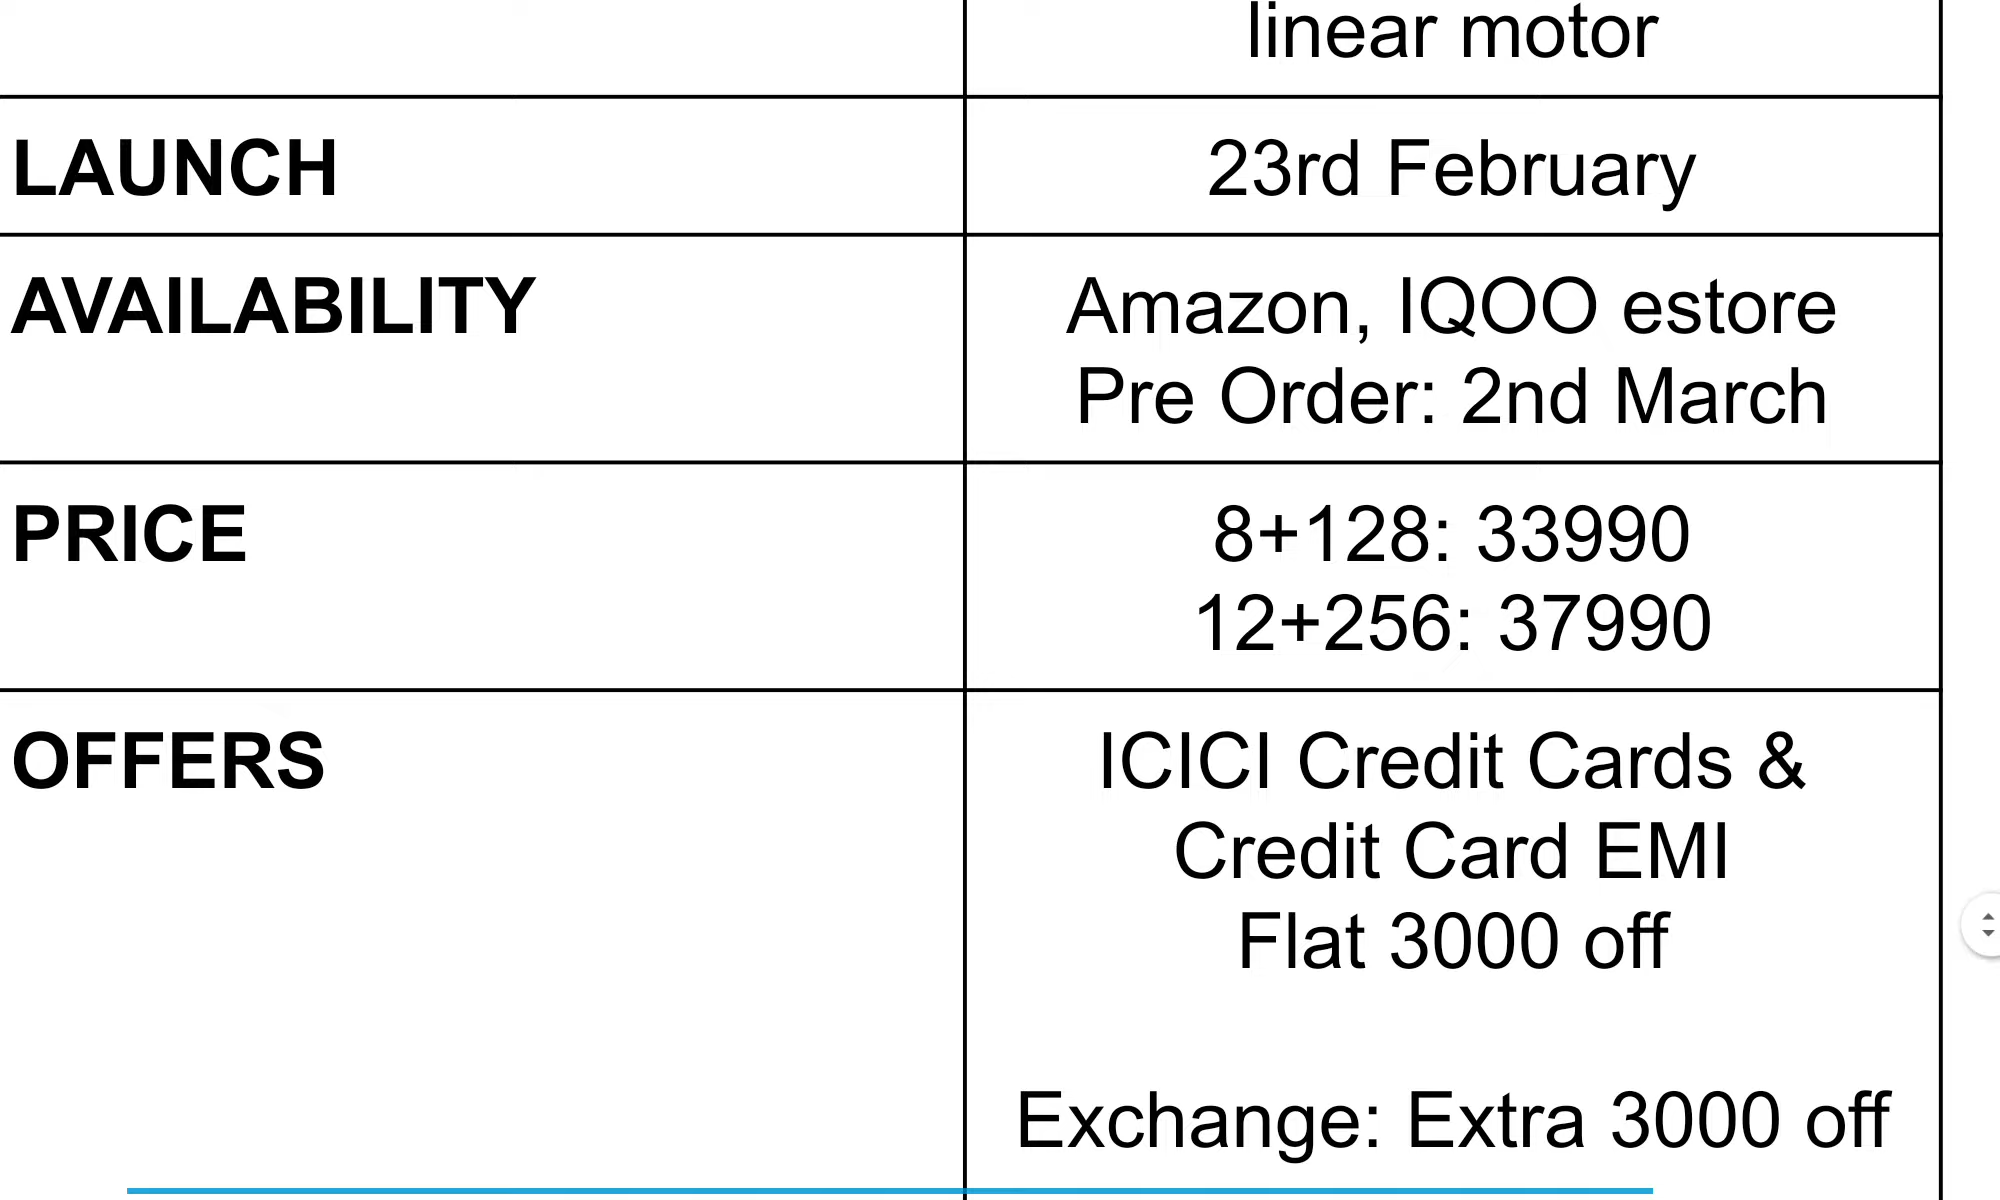 linear motor
LAUNCH
23rd February
AVAILABILITY
Amazon, IQOO estore
Pre Order: 2nd March
PRICE
8+128: 33990
12+256: 37990
OFFERS
ICICI Credit Cards &
Credit Card EMI
Flat 3000 off
Exchange: Extra 3000 off